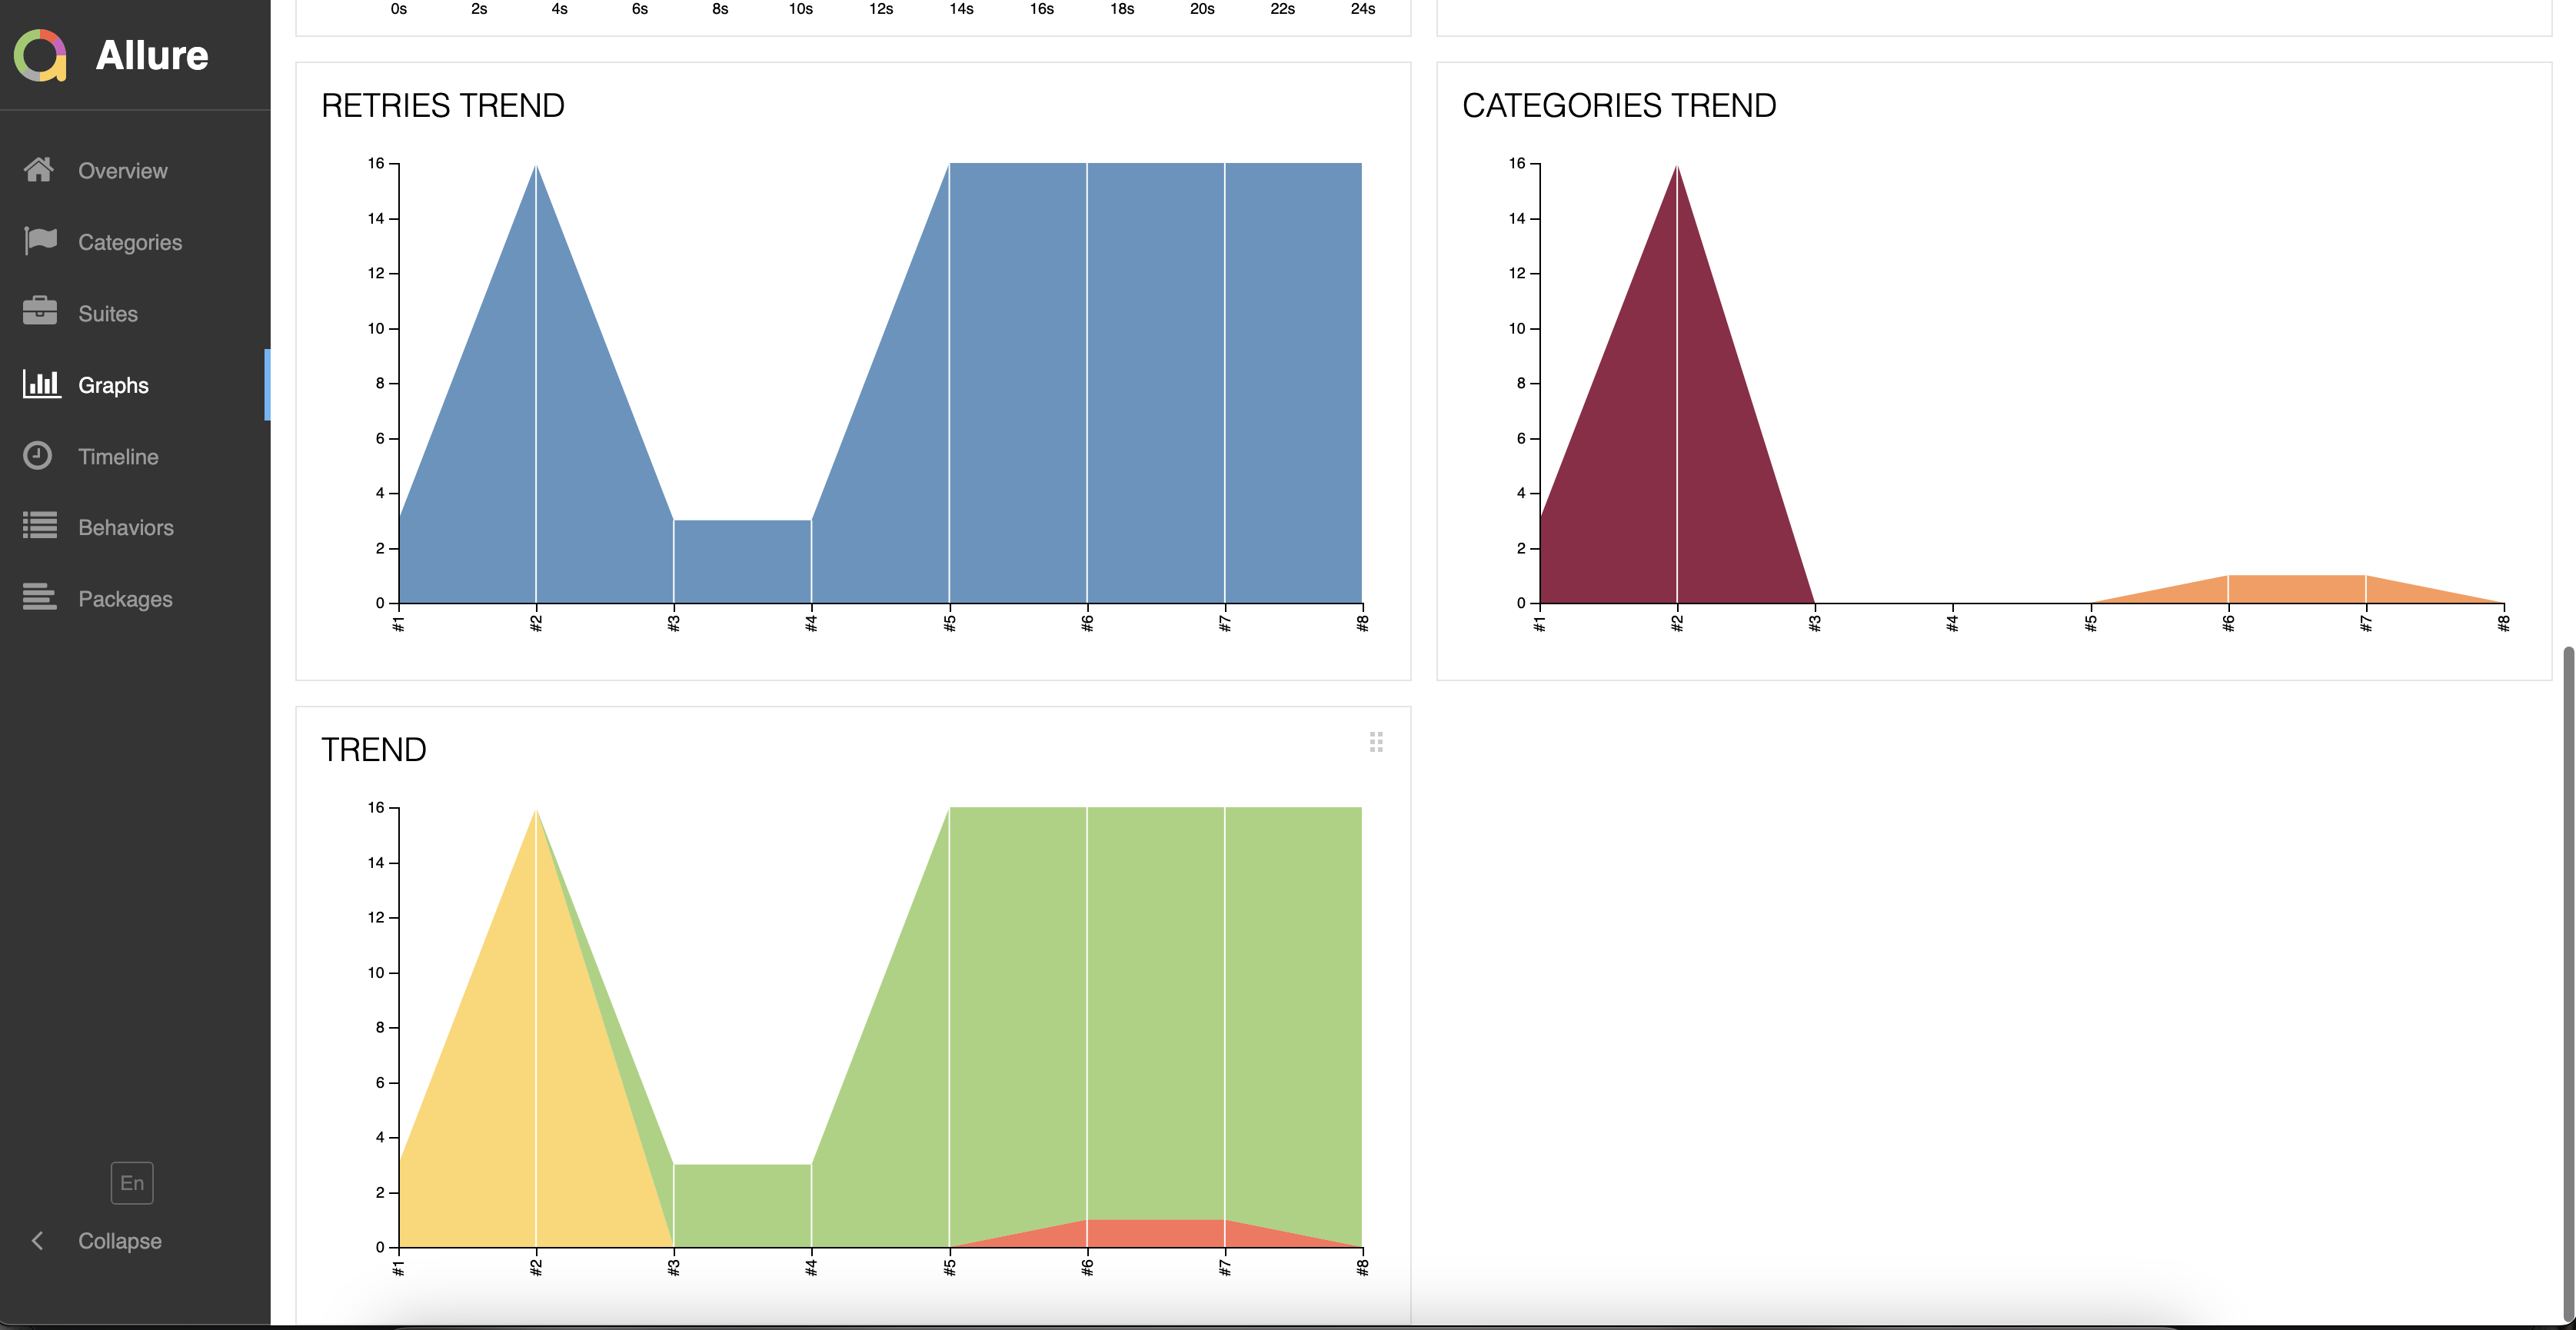 Allure
Overview
Categories
Suites
Graphs
Timeline
Behaviors
Packages
En
Collapse
0s 2s 4s 6s 8s 10s 12s 14s 16s 18s 20s 22s 24s
RETRIES TREND
16
14
12
10
8
6
4
2
0
#1 #2 #3 #4 #5 #6 #7 #8
CATEGORIES TREND
16
14
12
10
8
6
4
2
0
#1 #2 #3 #4 #5 #6 #7 #8
TREND
16
14
12
10
8
6
4
2
0
#1 #2 #3 #4 #5 #6 #7 #8